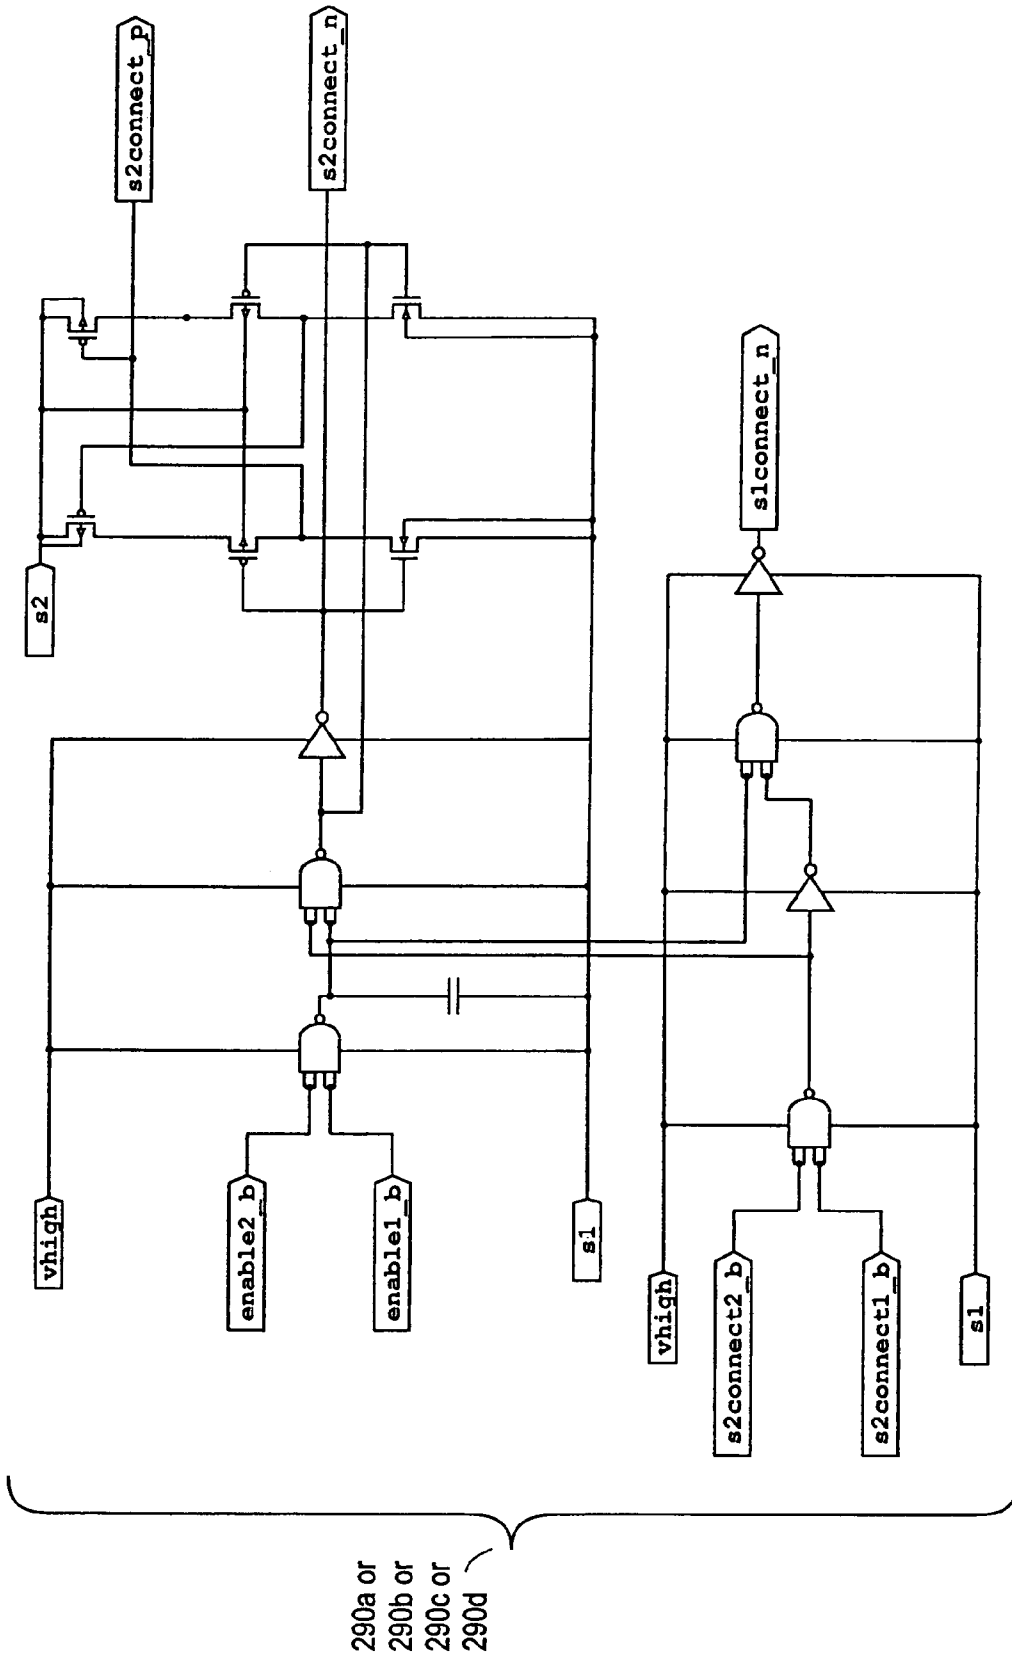 290a or
290b or
290c or
290d
vhigh
enable2_b
enable1_b
s1
s2
s2connect_p
s2connect_n
vhigh
s2connect2_b
s2connect1_b
s1
s1connect_n